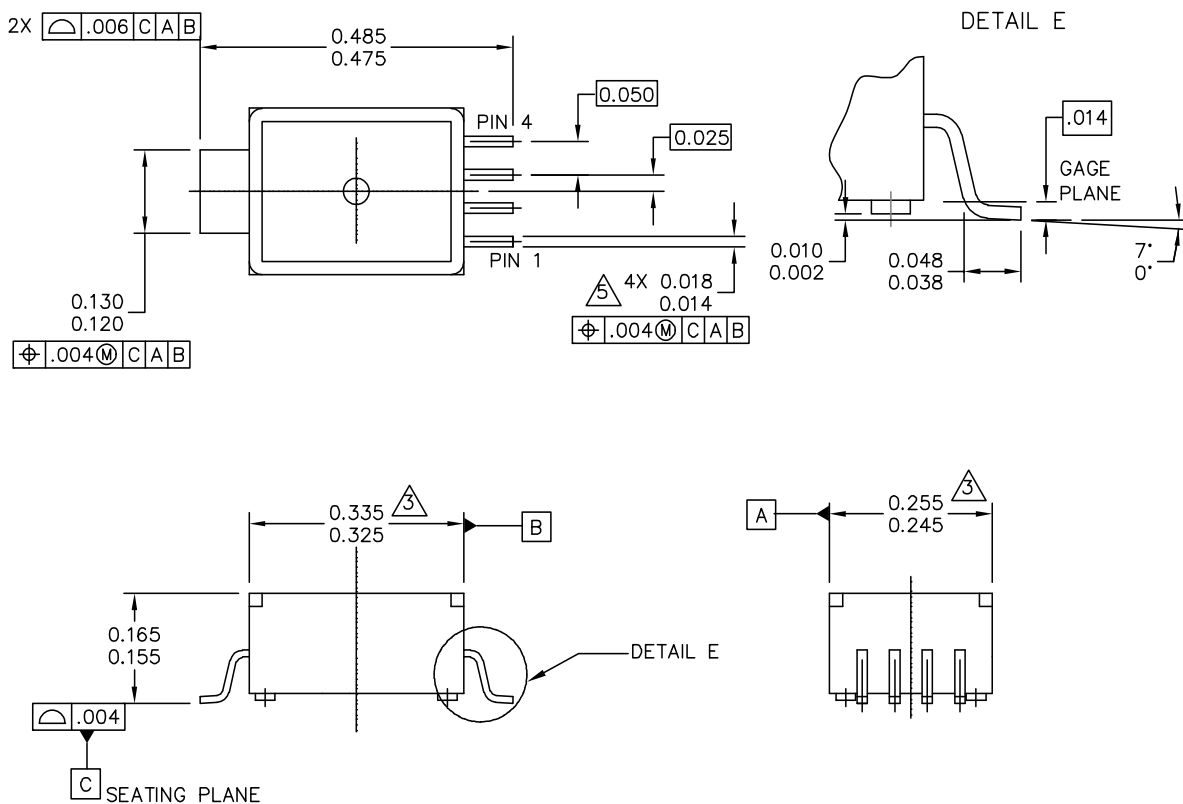 DETAIL E
2X ⌓ .006 C A B
0.485
0.475
0.050
PIN 4
0.025
.014
GAGE
PLANE
PIN 1
0.010
0.002
0.048
0.038
7°
0°
0.130
0.120
⌖ .004 Ⓜ C A B
5 4X 0.018
0.014
⌖ .004 Ⓜ C A B
0.335 3
0.325
B
A
0.255 3
0.245
0.165
0.155
DETAIL E
⌓ .004
C SEATING PLANE